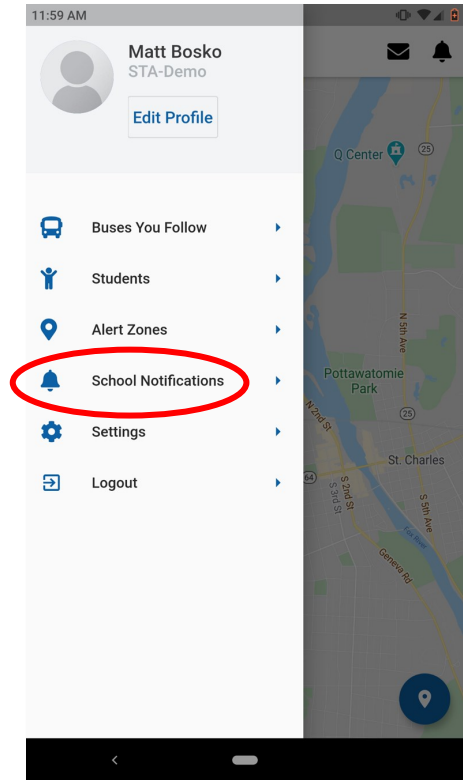 11:59 AM
Matt Bosko
STA-Demo
Edit Profile
Buses You Follow
Students
Alert Zones
School Notifications
Settings
Logout
Q Center
25
N 5th Ave
Pottawatomie
Park
N 2nd St
25
St. Charles
64
S 2nd St
S 3rd St
S 5th Ave
Fox River
Geneva Rd